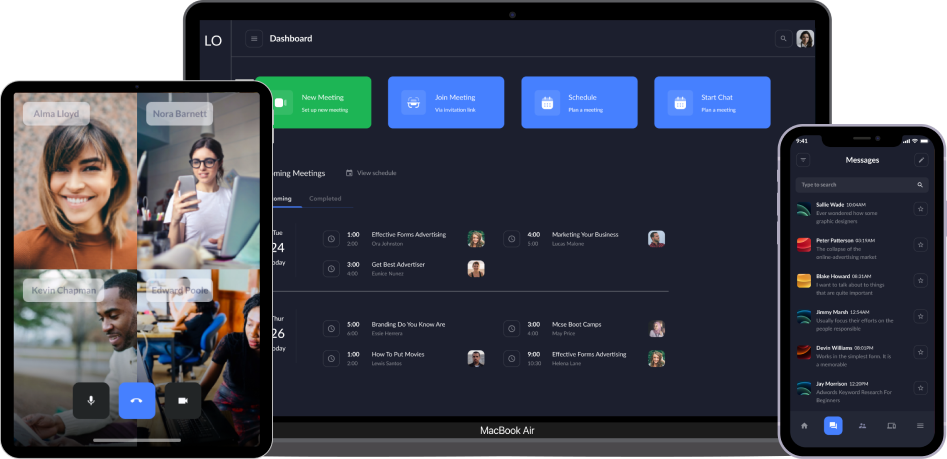 LO
Dashboard
New Meeting
Set up new meeting
Join Meeting
Via invitation link
Schedule
Plan a meeting
Start Chat
Plan a meeting
oming Meetings
View schedule
oming
Completed
Tue
24
oday
1:00
2:00
Effective Forms Advertising
Ora Johnston
4:00
5:00
Marketing Your Business
Lucas Malone
3:00
4:00
Get Best Advertiser
Eunice Nunez
Thur
26
oday
5:00
6:00
Branding Do You Know Are
Essie Herrera
3:00
4:00
Mcse Boot Camps
May Price
1:00
2:00
How To Put Movies
Lewis Santos
9:00
10:30
Effective Forms Advertising
Helena Lane
MacBook Air
Alma Lloyd
Nora Barnett
Kevin Chapman
Edward Poole
9:41
Messages
Type to search
Sallie Wade 10:04AM
Ever wondered how some
graphic designers
Peter Patterson 03:19AM
The collapse of the
online-advertising market
Blake Howard 08:31AM
I want to talk about to things
that are quite important
Jimmy Marsh 12:54AM
Usually focus their efforts on the
people responsible
Devin Williams 08:01PM
Works in the simplest form. It is
a memorable
Jay Morrison 12:20PM
Adwords Keyword Research For
Beginners